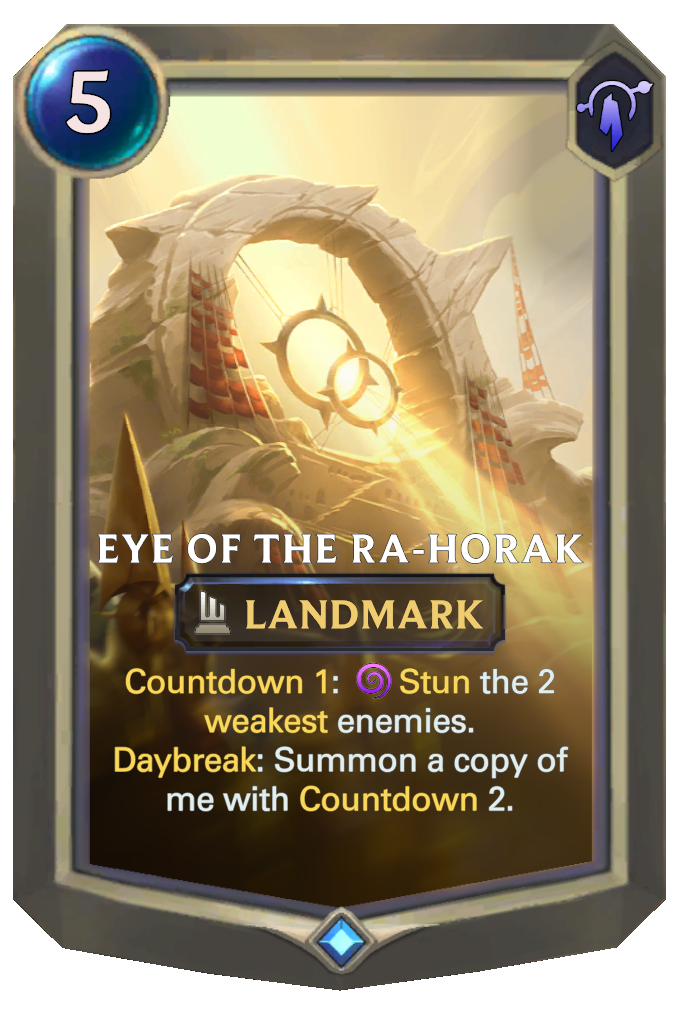 5
EYE OF THE RA-HORAK
LANDMARK
Countdown 1: Stun the 2
weakest enemies.
Daybreak: Summon a copy of
me with Countdown 2.